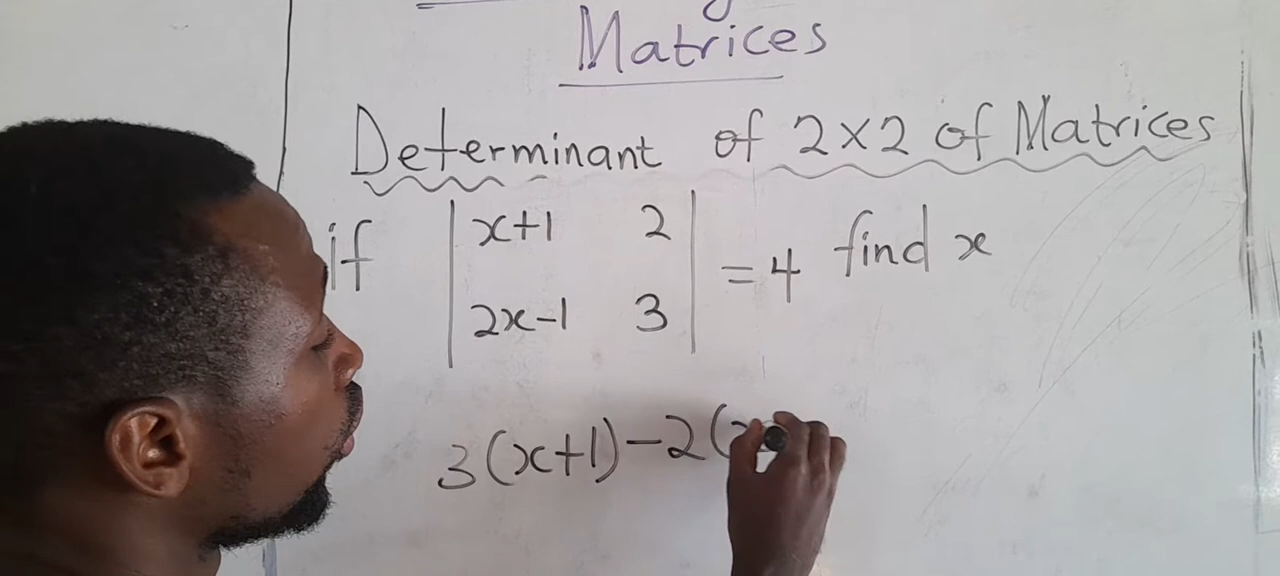 Matrices
Determinant of 2×2 of Matrices
if | x+1 2 | = 4 find x
| 2x-1 3 |
3(x+1)-2(